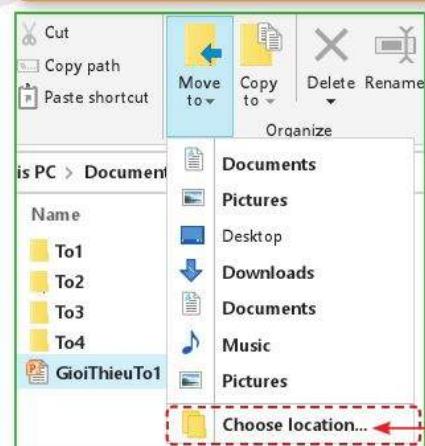 Cut
Copy path
Paste shortcut
Move to
Copy to
Delete
Rename
Organize
is PC > Document
Name
To1
To2
To3
To4
GioiThieuTo1
Documents
Pictures
Desktop
Downloads
Documents
Music
Pictures
Choose location...